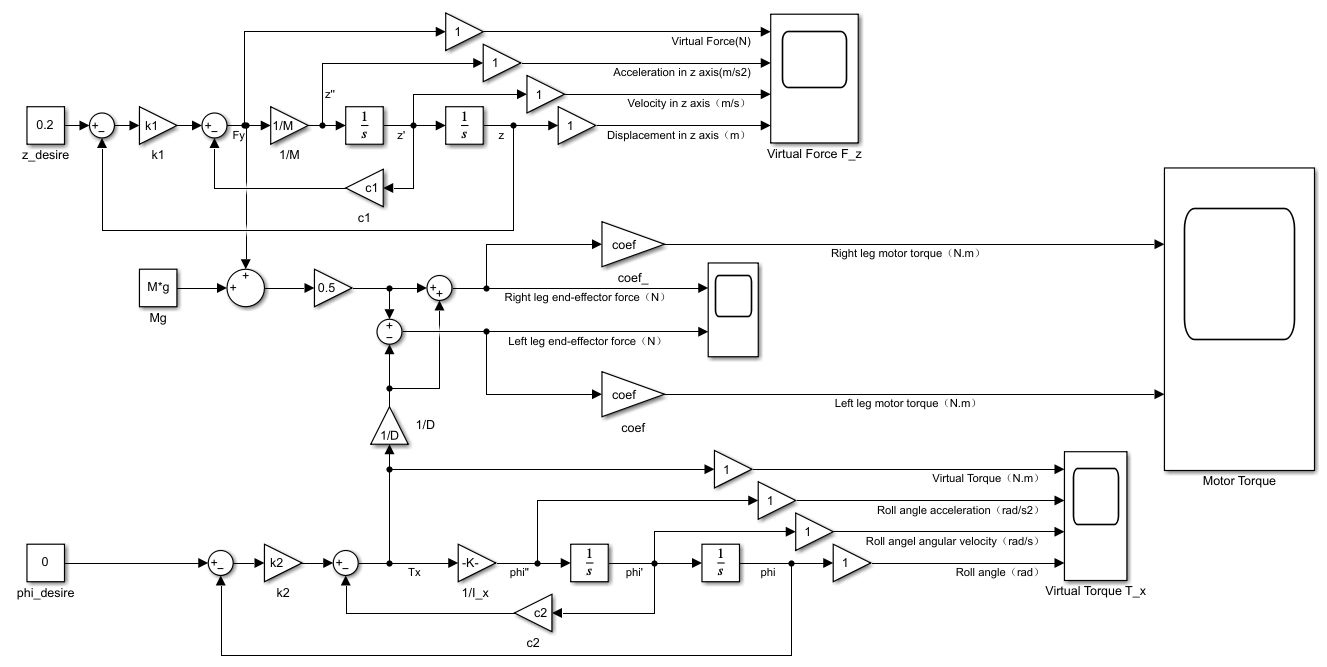 1
Virtual Force(N)
1
Acceleration in z axis(m/s2)
z''
1
Velocity in z axis（m/s）
0.2
z_desire
+
−
k1
k1
+
−
Fy
1/M
1/M
1
s
z'
1
s
z
1
Displacement in z axis（m）
Virtual Force F_z
c1
c1
coef
coef_
Right leg motor torque（N.m）
M*g
Mg
+
+
0.5
+
+
Right leg end-effector force（N）
+
−
Left leg end-effector force（N）
coef
coef
Left leg motor torque（N.m）
Motor Torque
1/D
1/D
1
Virtual Torque（N.m）
1
Roll angle acceleration（rad/s2）
1
Roll angel angular velocity（rad/s）
0
phi_desire
+
−
k2
k2
+
−
Tx
-K-
1/I_x
phi''
1
s
phi'
1
s
phi
1
Roll angle（rad）
Virtual Torque T_x
c2
c2